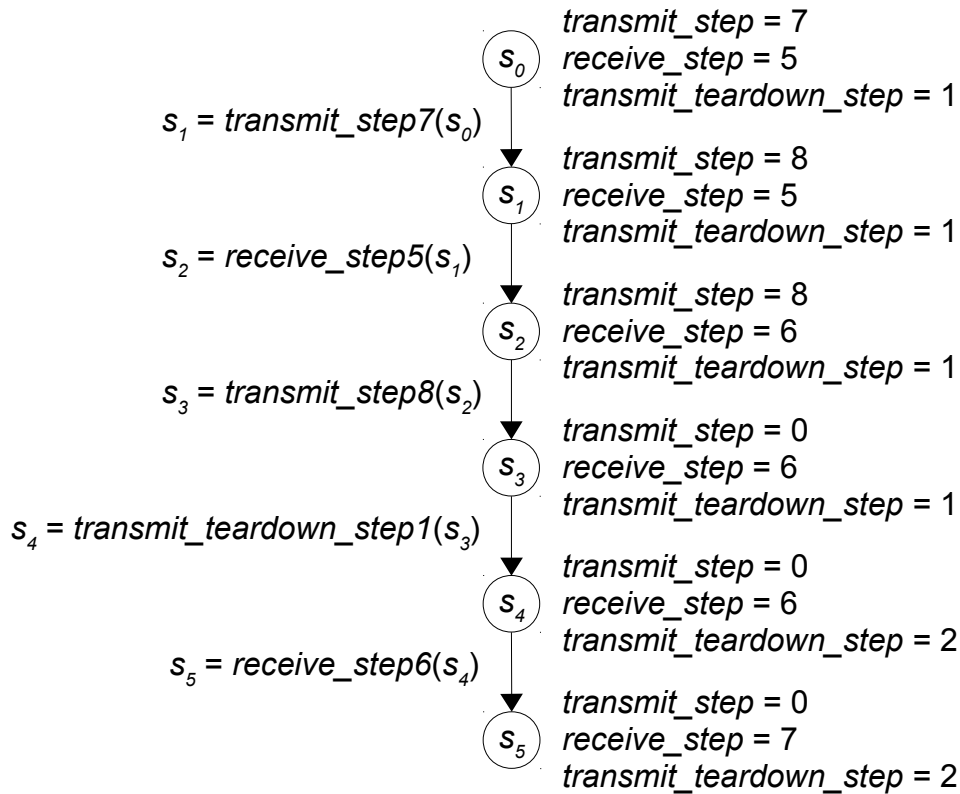 transmit_step = 7
s0 receive_step = 5
transmit_teardown_step = 1
s1 = transmit_step7(s0)
transmit_step = 8
s1 receive_step = 5
transmit_teardown_step = 1
s2 = receive_step5(s1)
transmit_step = 8
s2 receive_step = 6
transmit_teardown_step = 1
s3 = transmit_step8(s2)
transmit_step = 0
s3 receive_step = 6
transmit_teardown_step = 1
s4 = transmit_teardown_step1(s3)
transmit_step = 0
s4 receive_step = 6
transmit_teardown_step = 2
s5 = receive_step6(s4)
transmit_step = 0
s5 receive_step = 7
transmit_teardown_step = 2